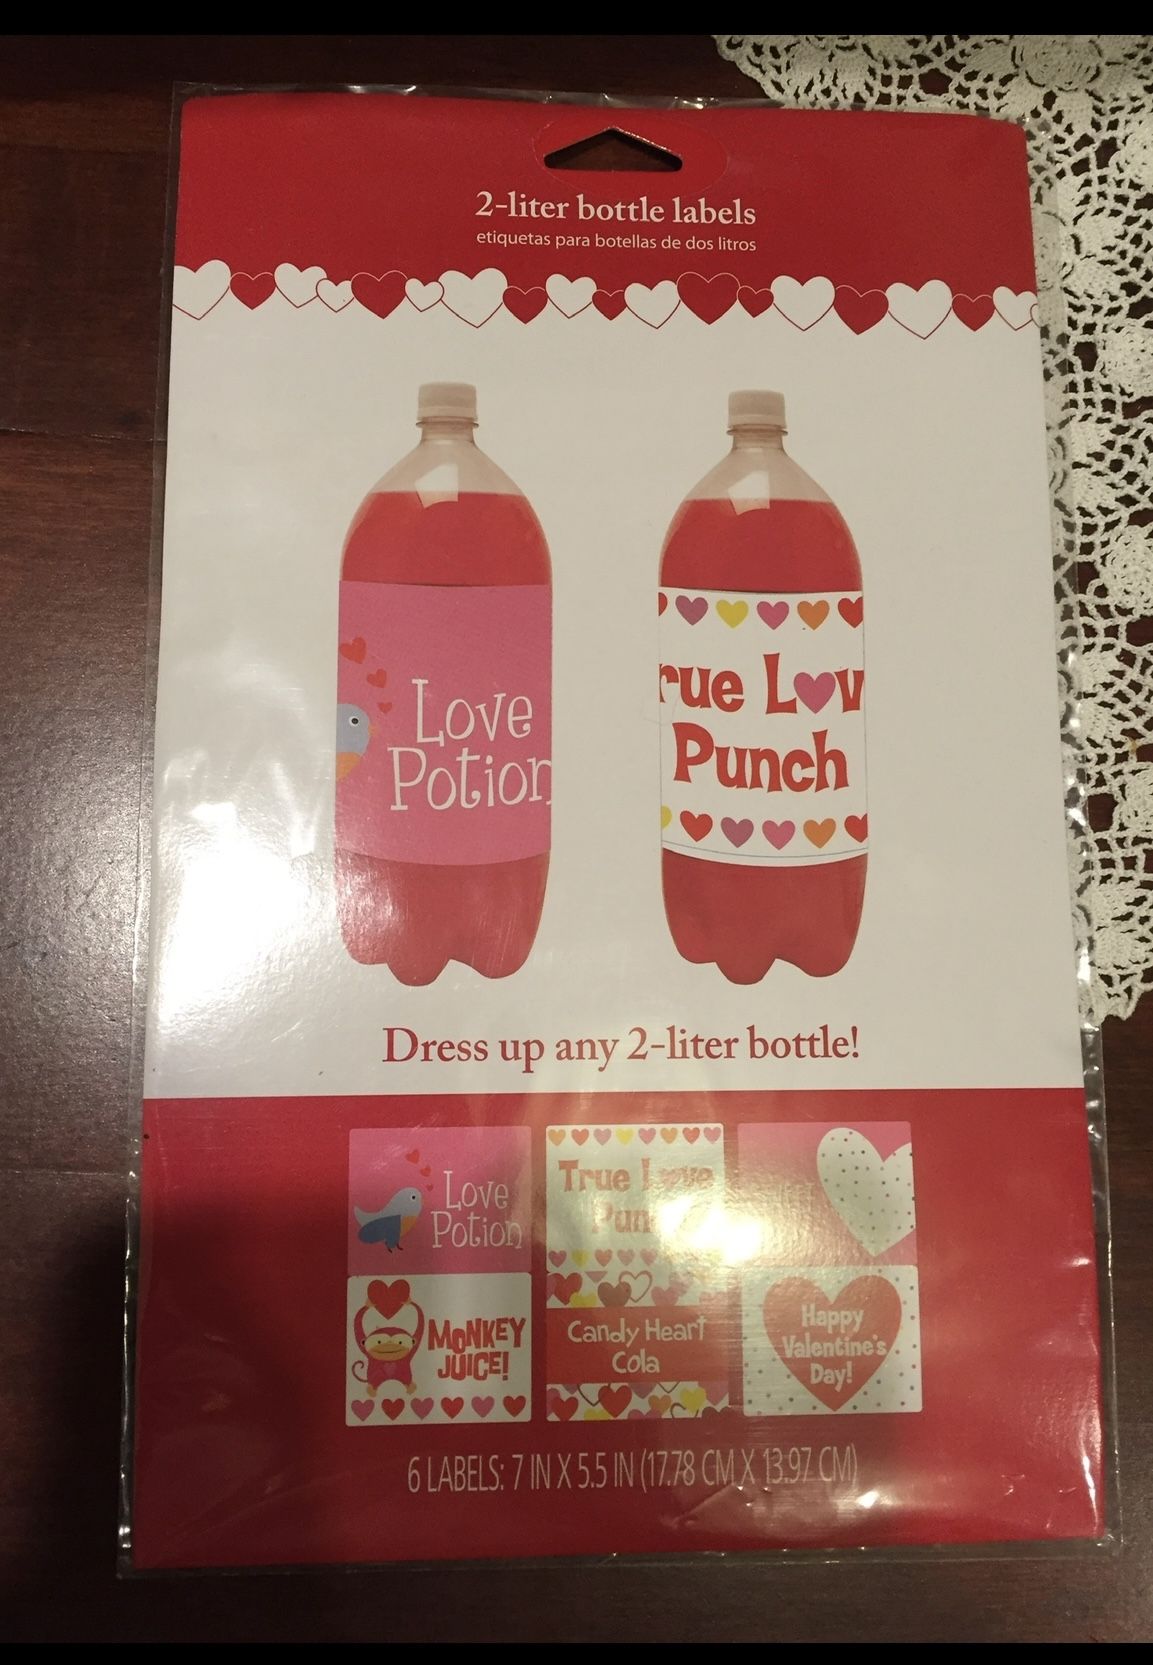 2-liter bottle labels
etiquetas para botellas de dos litros
Love
Potion
rue Lov
Punch
Dress up any 2-liter bottle!
Love
Potion
True Love
Pun
MONKEY
JUICE!
Candy Heart
Cola
Happy
Valentine's
Day!
6 LABELS: 7 IN X 5.5 IN (17.78 CM X 13.97 CM)